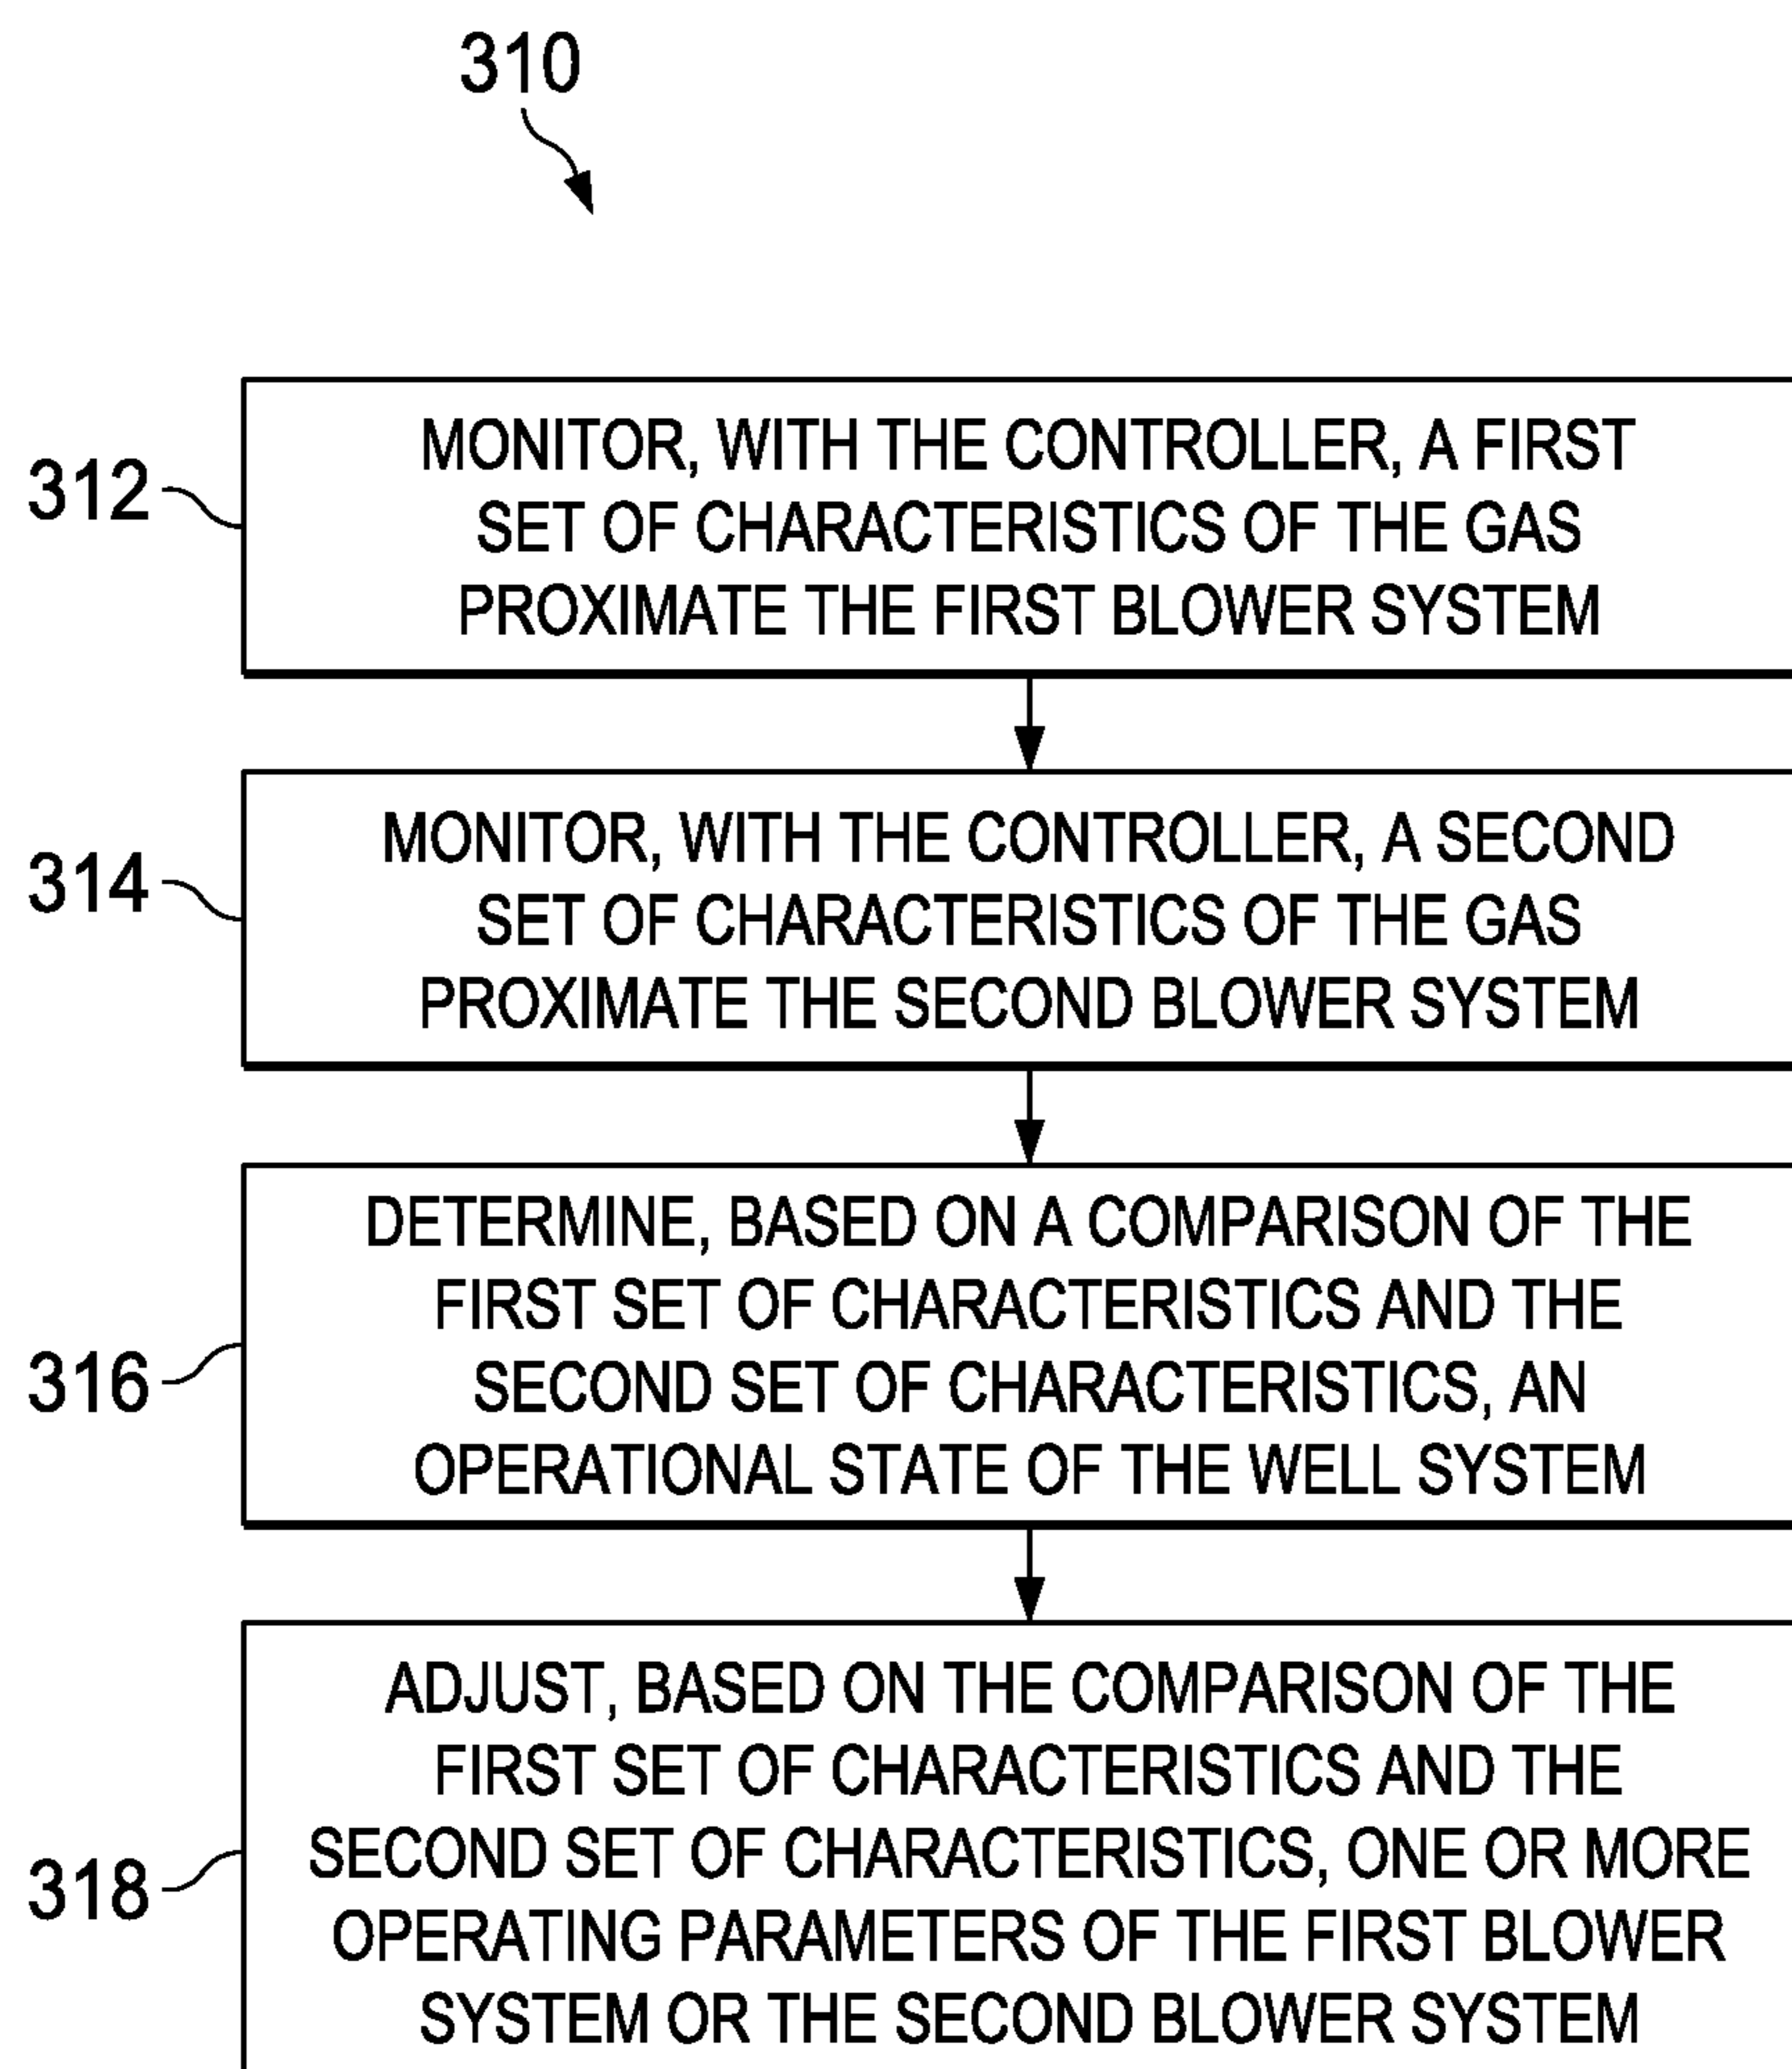 310
312
MONITOR, WITH THE CONTROLLER, A FIRST
SET OF CHARACTERISTICS OF THE GAS
PROXIMATE THE FIRST BLOWER SYSTEM
314
MONITOR, WITH THE CONTROLLER, A SECOND
SET OF CHARACTERISTICS OF THE GAS
PROXIMATE THE SECOND BLOWER SYSTEM
316
DETERMINE, BASED ON A COMPARISON OF THE
FIRST SET OF CHARACTERISTICS AND THE
SECOND SET OF CHARACTERISTICS, AN
OPERATIONAL STATE OF THE WELL SYSTEM
318
ADJUST, BASED ON THE COMPARISON OF THE
FIRST SET OF CHARACTERISTICS AND THE
SECOND SET OF CHARACTERISTICS, ONE OR MORE
OPERATING PARAMETERS OF THE FIRST BLOWER
SYSTEM OR THE SECOND BLOWER SYSTEM